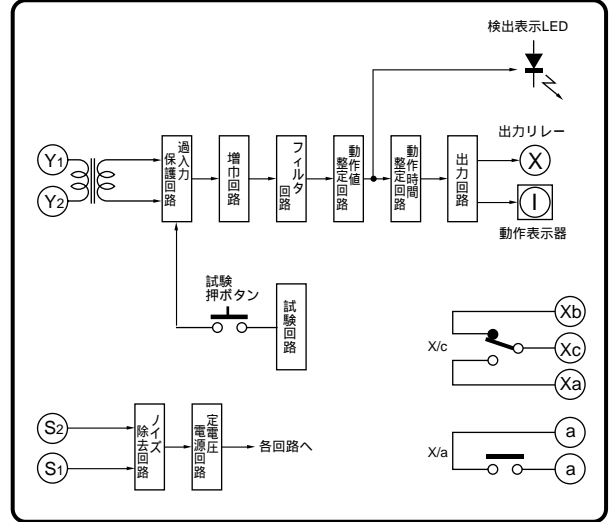 検出表示LED
Y1
Y2
過入力
保護回路
増巾回路
フィルタ
回路
動作値
整定回路
動作時間
整定回路
出力回路
出力リレー
X
I
動作表示器
試験
押ボタン
試験回路
X/c
Xb
Xc
Xa
S2
S1
ノイズ
除去回路
定電圧
電源回路
各回路へ
X/a
a
a